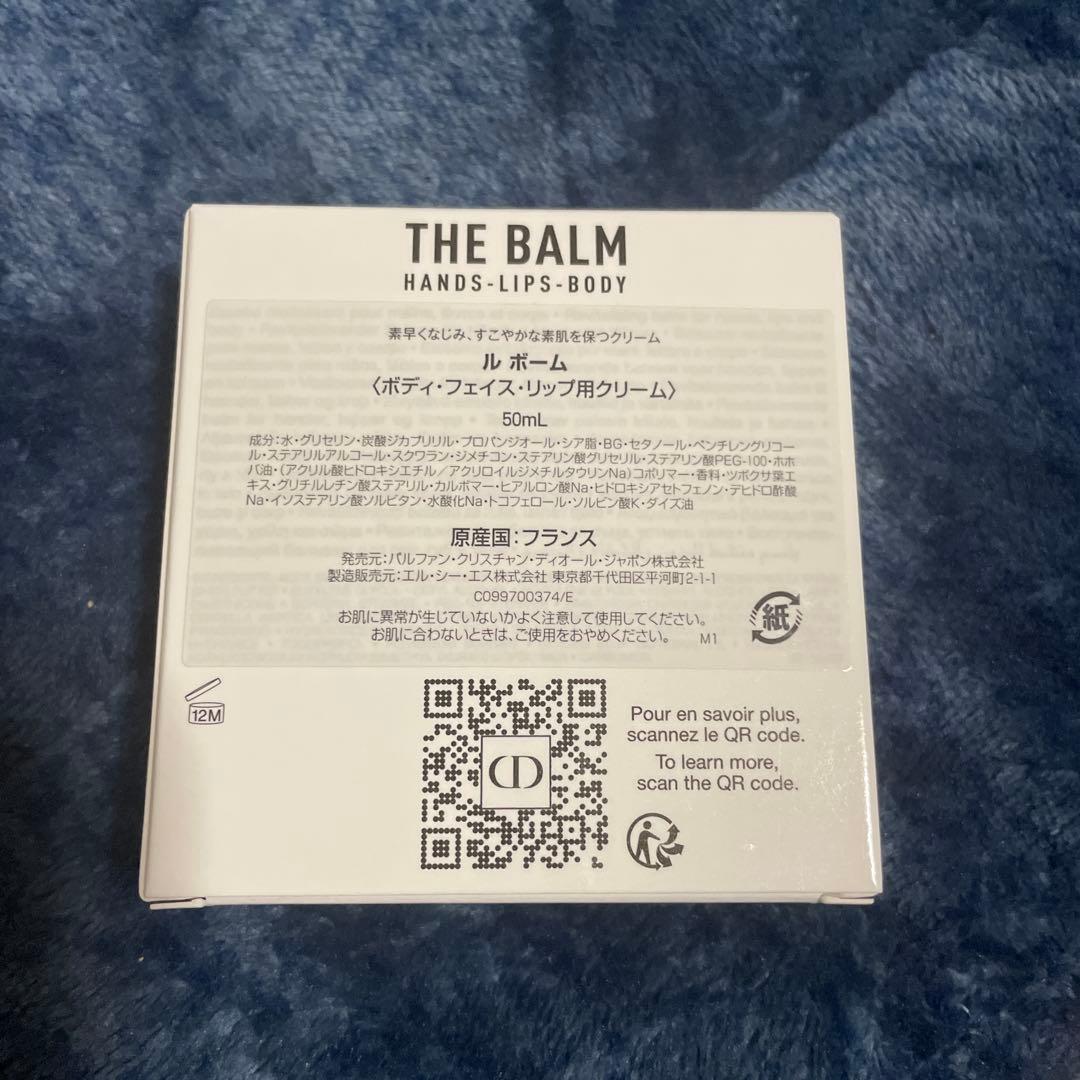 THE BALM
HANDS-LIPS-BODY
素早くなじみ、すこやかな素肌を保つクリーム
ル ボーム
〈ボディ・フェイス・リップ用クリーム〉
50mL
成分:水・グリセリン・炭酸ジカプリリル・プロパンジオール・シア脂・BG・セタノール・ペンチレングリコー
ル・ステアリルアルコール・スクワラン・ジメチコン・ステアリン酸グリセリル・ステアリン酸PEG-100・ホホ
バ油・(アクリル酸ヒドロキシエチル/アクリロイルジメチルタウリンNa)コポリマー・香料・ツボクサ葉エ
キス・グリチルレチン酸ステアリル・カルボマー・ヒアルロン酸Na・ヒドロキシアセトフェノン・デヒドロ酢酸
Na・イソステアリン酸ソルビタン・水酸化Na・トコフェロール・ソルビン酸K・ダイズ油
原産国:フランス
発売元:パルファン・クリスチャン・ディオール・ジャポン株式会社
製造販売元:エル・シー・エス株式会社 東京都千代田区平河町2-1-1
C099700374/E
お肌に異常が生じていないかよく注意して使用してください。
お肌に合わないときは、ご使用をおやめください。 M1
紙
12M
CD
Pour en savoir plus,
scannez le QR code.
To learn more,
scan the QR code.